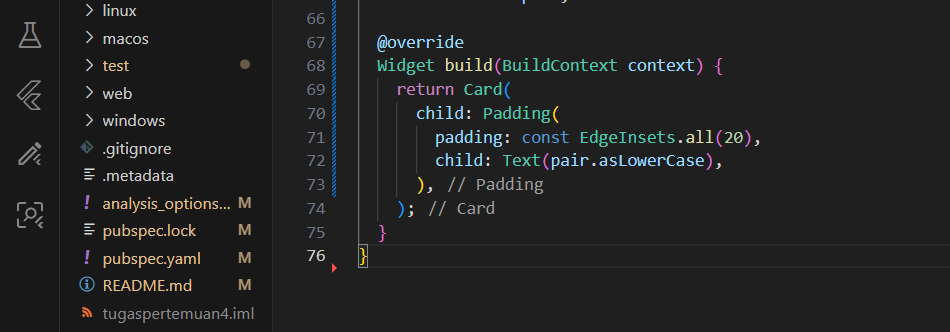 linux
macos
test
web
windows
.gitignore
.metadata
analysis_options... M
pubspec.lock M
pubspec.yaml M
README.md M
tugaspertemuan4.iml
66
67 @override
68 Widget build(BuildContext context) {
69 return Card(
70 child: Padding(
71 padding: const EdgeInsets.all(20),
72 child: Text(pair.asLowerCase),
73 ), // Padding
74 ); // Card
75 }
76 }